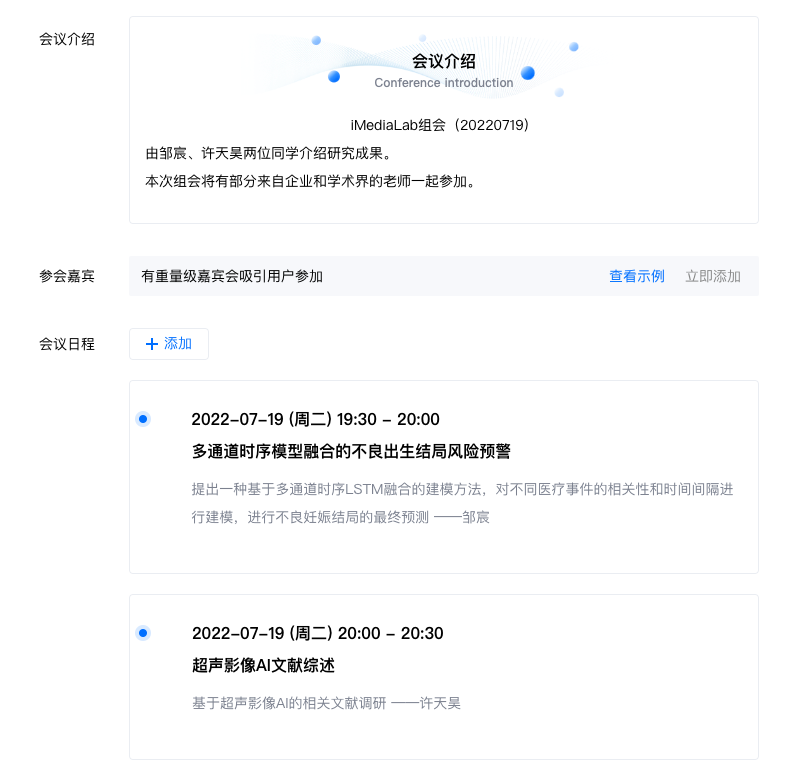 会议介绍
会议介绍
Conference introduction
iMediaLab组会（20220719）
由邹宸、许天昊两位同学介绍研究成果。
本次组会将有部分来自企业和学术界的老师一起参加。
参会嘉宾
有重量级嘉宾会吸引用户参加
查看示例
立即添加
会议日程
+ 添加
2022-07-19 (周二) 19:30 - 20:00
多通道时序模型融合的不良出生结局风险预警
提出一种基于多通道时序LSTM融合的建模方法，对不同医疗事件的相关性和时间间隔进
行建模，进行不良妊娠结局的最终预测 ——邹宸
2022-07-19 (周二) 20:00 - 20:30
超声影像AI文献综述
基于超声影像AI的相关文献调研 ——许天昊